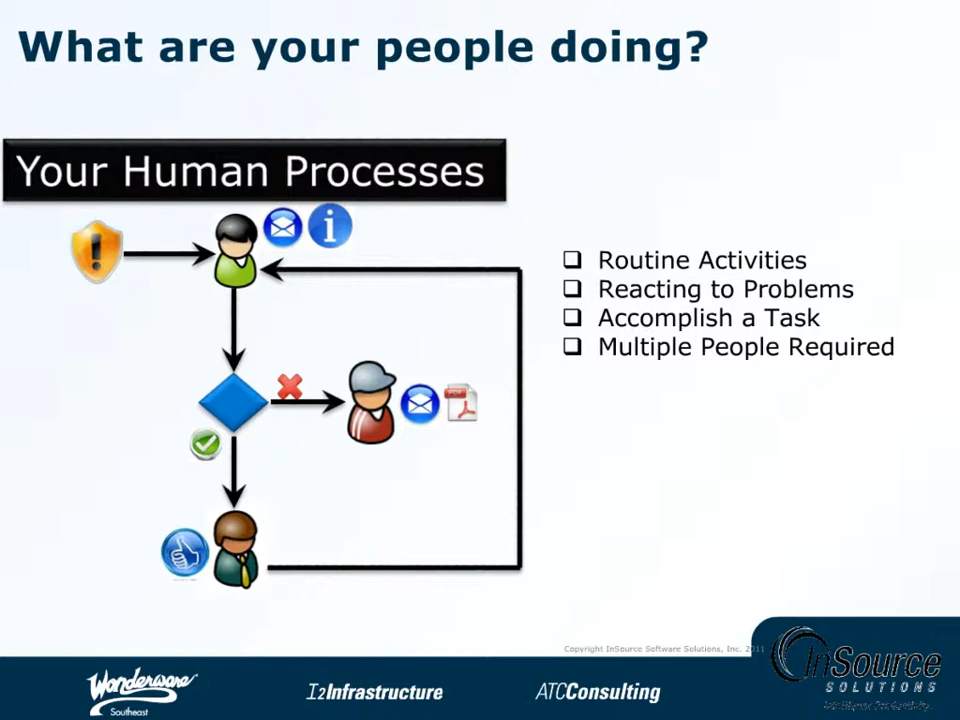 What are your people doing?
Your Human Processes
Routine Activities
Reacting to Problems
Accomplish a Task
Multiple People Required
Copyright InSource Software Solutions, Inc. 2011
InSource
SOLUTIONS
Wonderware
Southeast
I2Infrastructure
ATCConsulting